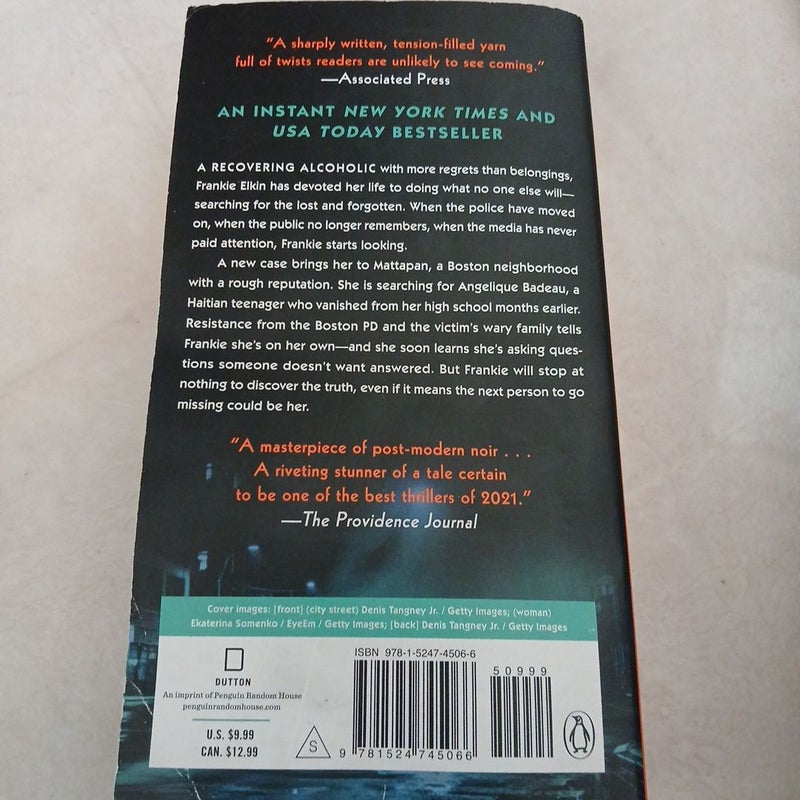 “A sharply written, tension-filled yarn
full of twists readers are unlikely to see coming.”
—Associated Press
AN INSTANT NEW YORK TIMES AND
USA TODAY BESTSELLER
A RECOVERING ALCOHOLIC with more regrets than belongings,
Frankie Elkin has devoted her life to doing what no one else will—
searching for the lost and forgotten. When the police have moved
on, when the public no longer remembers, when the media has never
paid attention, Frankie starts looking.
A new case brings her to Mattapan, a Boston neighborhood
with a rough reputation. She is searching for Angelique Badeau, a
Haitian teenager who vanished from her high school months earlier.
Resistance from the Boston PD and the victim’s wary family tells
Frankie she’s on her own—and she soon learns she’s asking ques-
tions someone doesn’t want answered. But Frankie will stop at
nothing to discover the truth, even if it means the next person to go
missing could be her.
“A masterpiece of post-modern noir . . .
A riveting stunner of a tale certain
to be one of the best thrillers of 2021.”
—The Providence Journal
Cover images: [front] (city street) Denis Tangney Jr. / Getty Images; (woman)
Ekaterina Somenko / EyeEm / Getty Images; [back] Denis Tangney Jr. / Getty Images
DUTTON
An imprint of Penguin Random House
penguinrandomhouse.com
U.S. $9.99
CAN. $12.99
S
ISBN 978-1-5247-4506-6
50999
9 781524 745066